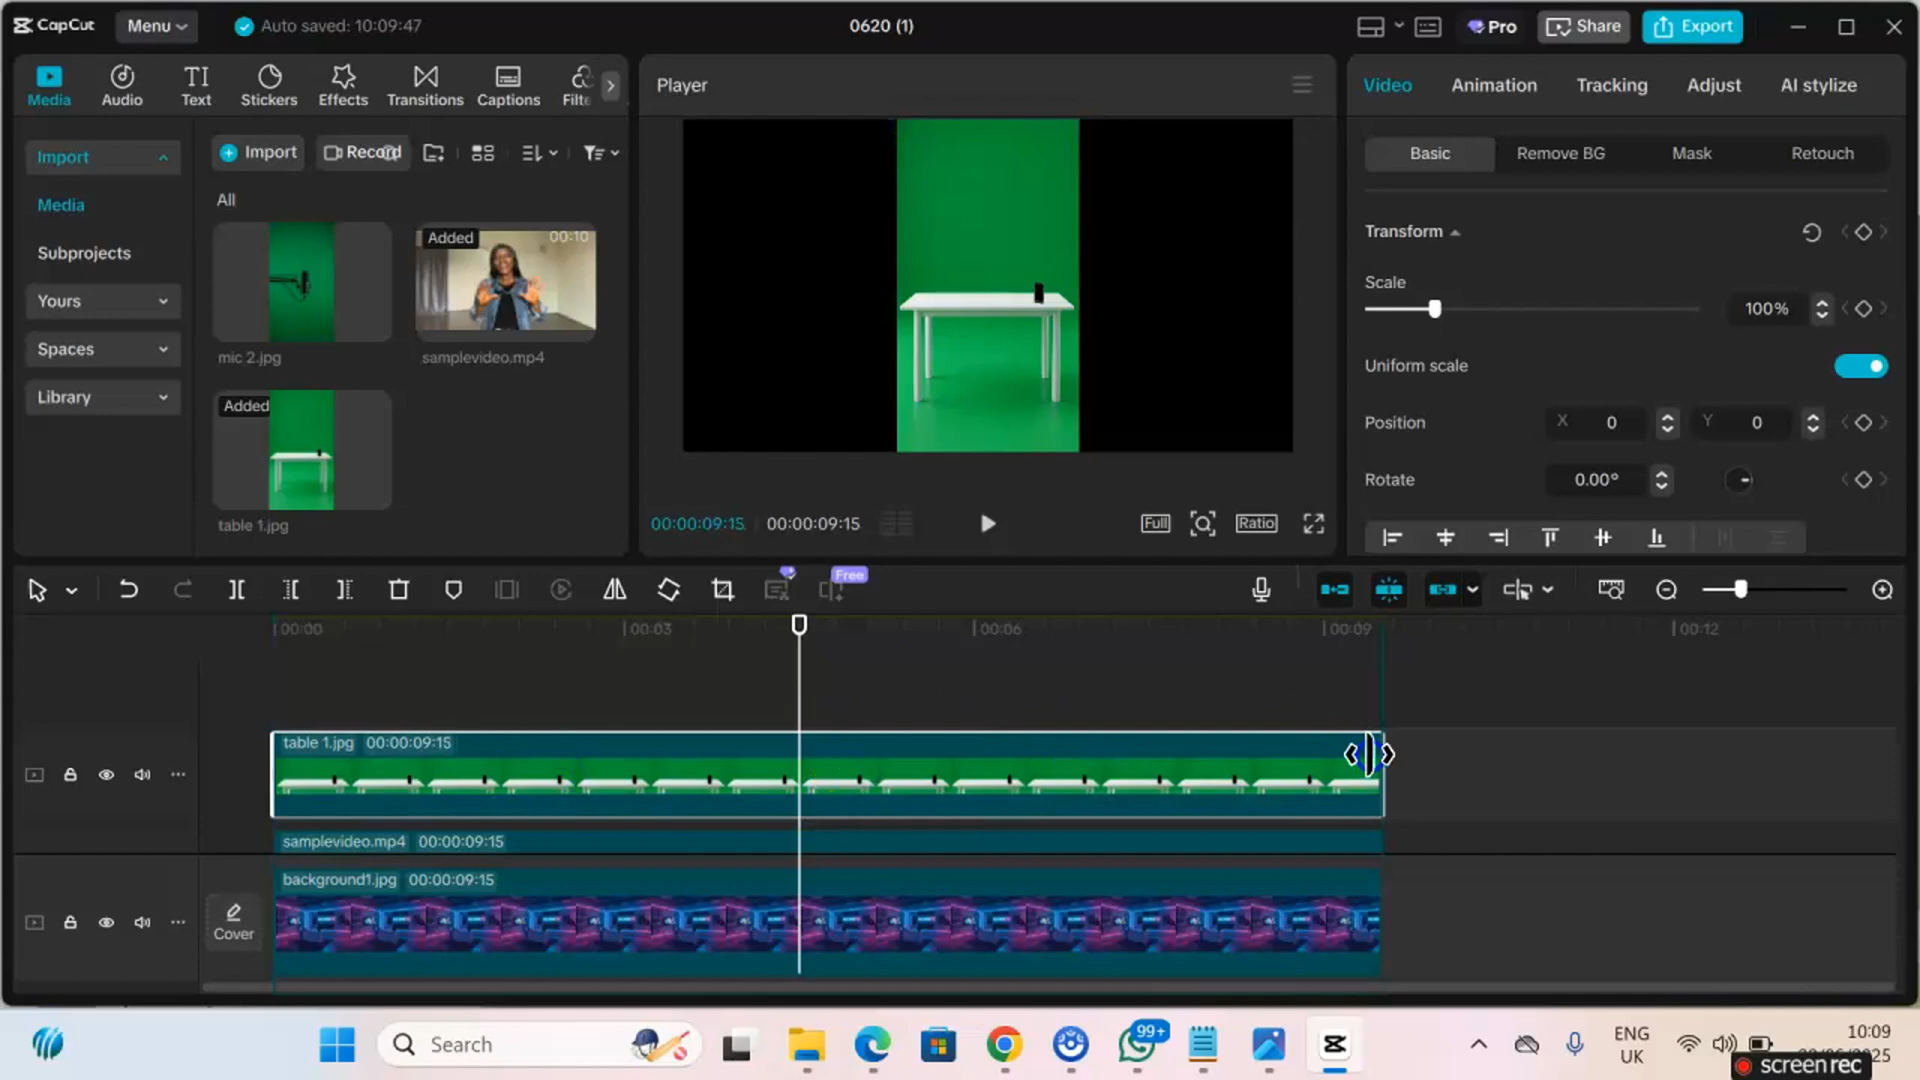 CapCut
Menu
Auto saved: 10:09:47
0620 (1)
Pro
Share
Export
Media
Audio
TI
Text
Stickers
Effects
Transitions
Captions
Filte
Player
Video
Animation
Tracking
Adjust
AI stylize
Import
Media
Subprojects
Yours
Spaces
Library
Import
Record
All
mic 2.jpg
Added
00:10
samplevideo.mp4
Added
table 1.jpg
Basic
Remove BG
Mask
Retouch
Transform
Scale
100%
Uniform scale
Position
X 0
Y 0
Rotate
0.00°
00:00:09:15
00:00:09:15
Full
Ratio
Free
00:00
00:03
00:06
00:09
00:12
table 1.jpg 00:00:09:15
samplevideo.mp4 00:00:09:15
background1.jpg 00:00:09:15
Cover
Search
99+
ENG
UK
10:09
screen rec